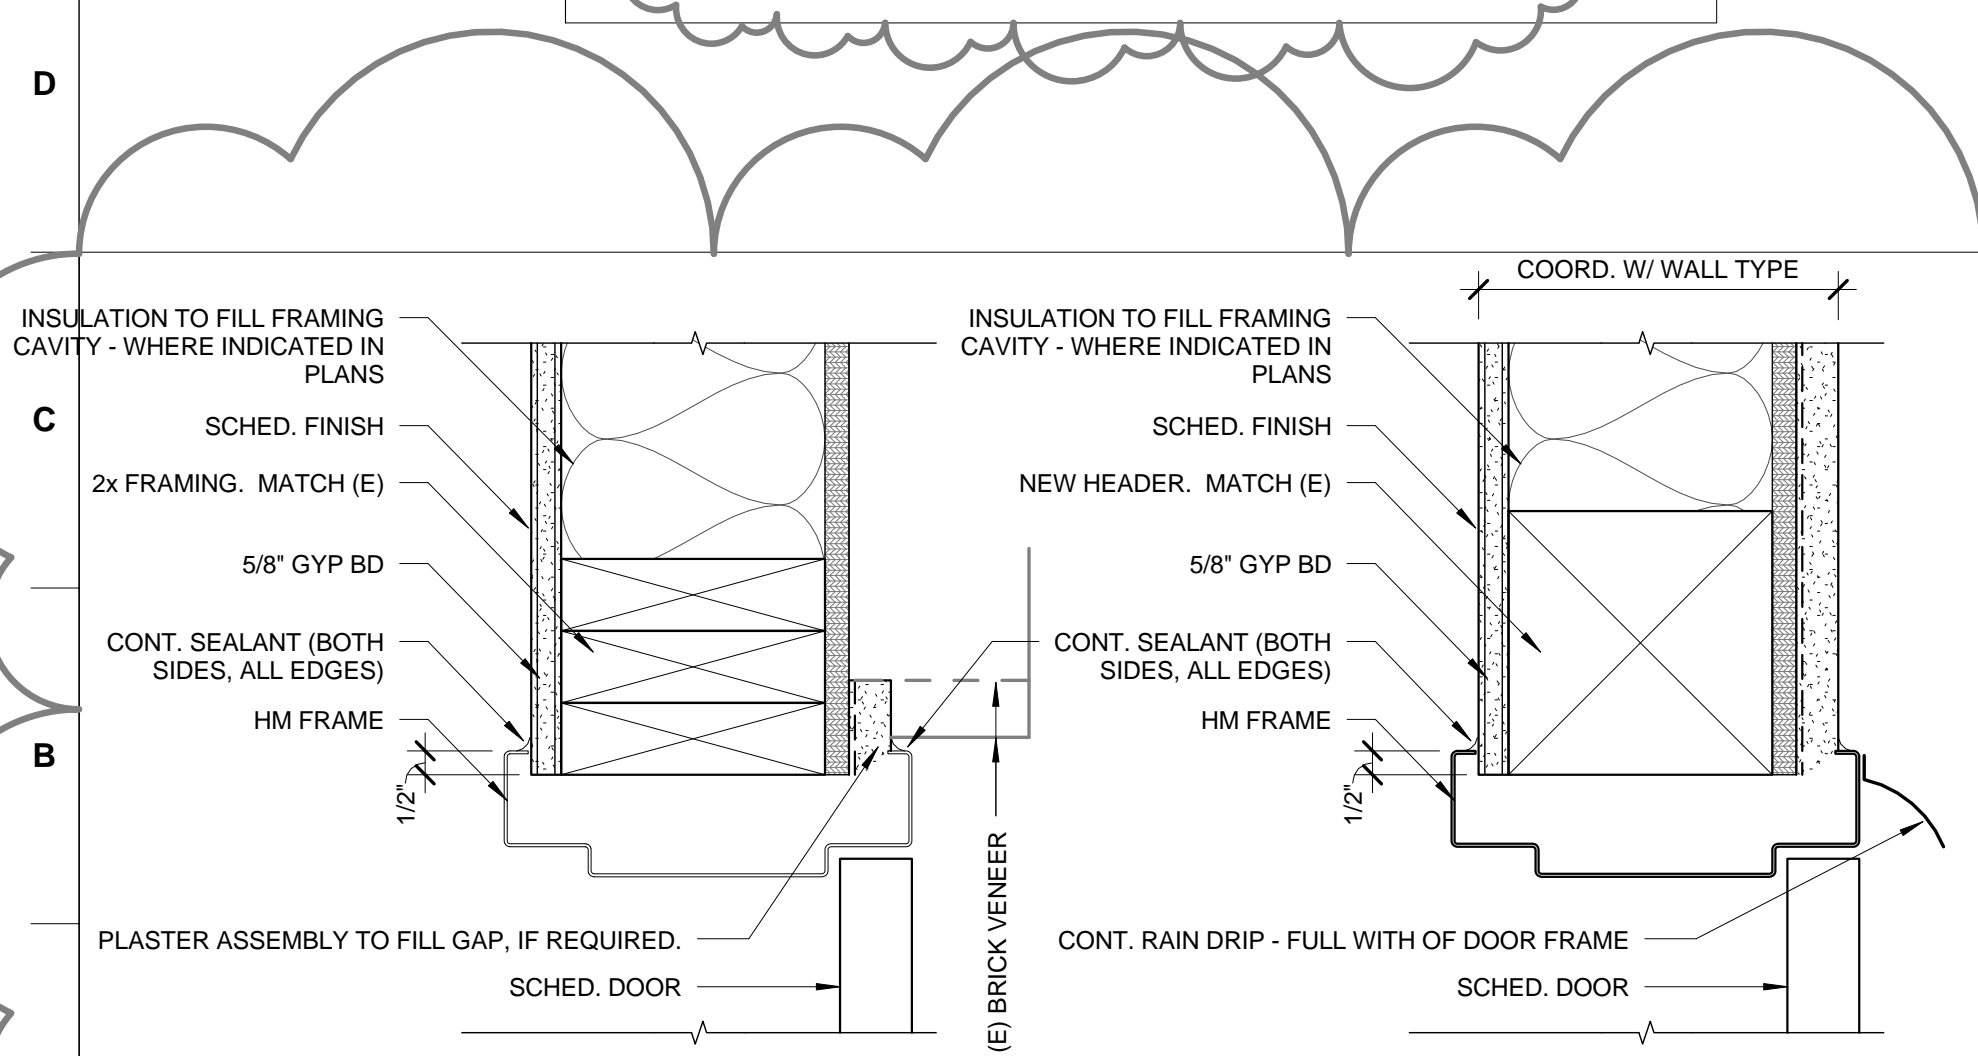 D
C
B
INSULATION TO FILL FRAMING
CAVITY - WHERE INDICATED IN
PLANS
SCHED. FINISH
2x FRAMING.  MATCH (E)
5/8" GYP BD
CONT. SEALANT (BOTH
SIDES, ALL EDGES)
HM FRAME
1/2"
PLASTER ASSEMBLY TO FILL GAP, IF REQUIRED.
SCHED. DOOR
(E) BRICK VENEER
COORD. W/ WALL TYPE
INSULATION TO FILL FRAMING
CAVITY - WHERE INDICATED IN
PLANS
SCHED. FINISH
NEW HEADER.  MATCH (E)
5/8" GYP BD
CONT. SEALANT (BOTH
SIDES, ALL EDGES)
HM FRAME
1/2"
CONT. RAIN DRIP - FULL WITH OF DOOR FRAME
SCHED. DOOR